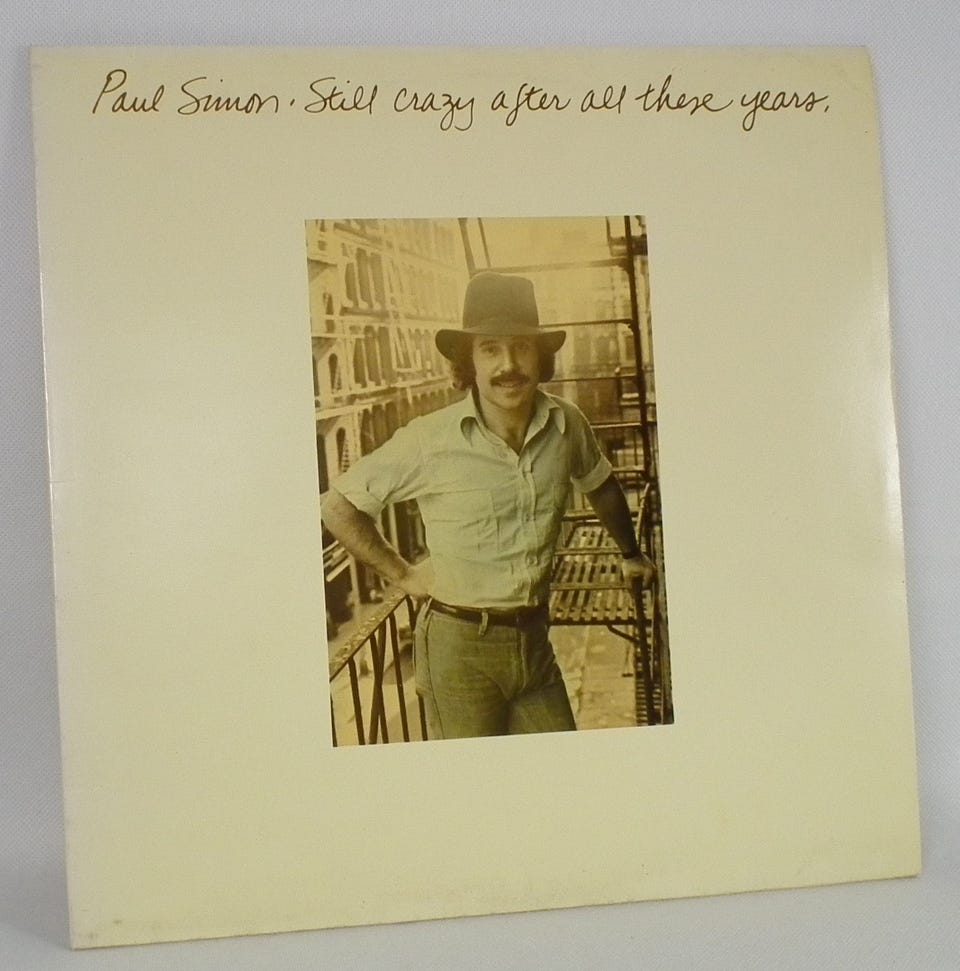 Paul Simon · Still crazy after all these years.